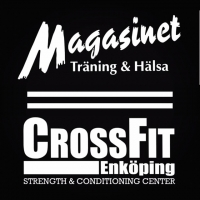 Magasinet
Träning & Hälsa
CROSSFIT
Enköping
STRENGTH & CONDITIONING CENTER